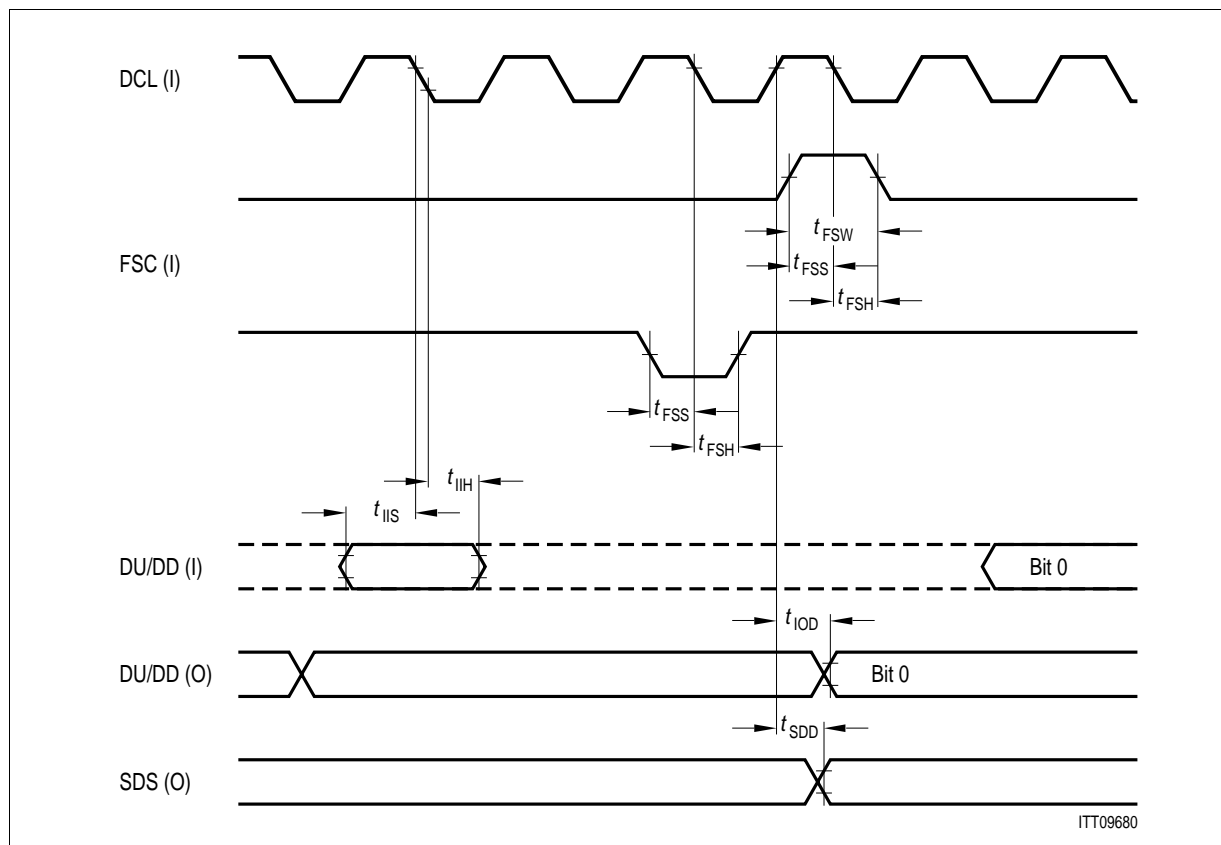 DCL (I)
t FSW
t FSS
FSC (I)
t FSH
t FSS
t FSH
t IIH
t IIS
DU/DD (I)
Bit 0
t IOD
DU/DD (O)
Bit 0
t SDD
SDS (O)
ITT09680